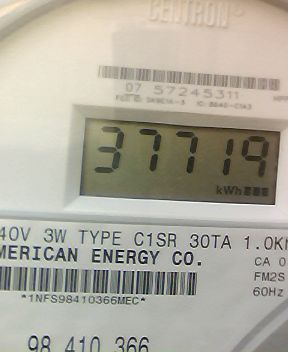 CENTRON®
07 57245311
37719
kWh
40V 3W TYPE C1SR 30TA 1.0K
MERICAN ENERGY CO.
CA 0
FM2S
60Hz
*1NFS98410366MEC*
98 410 366